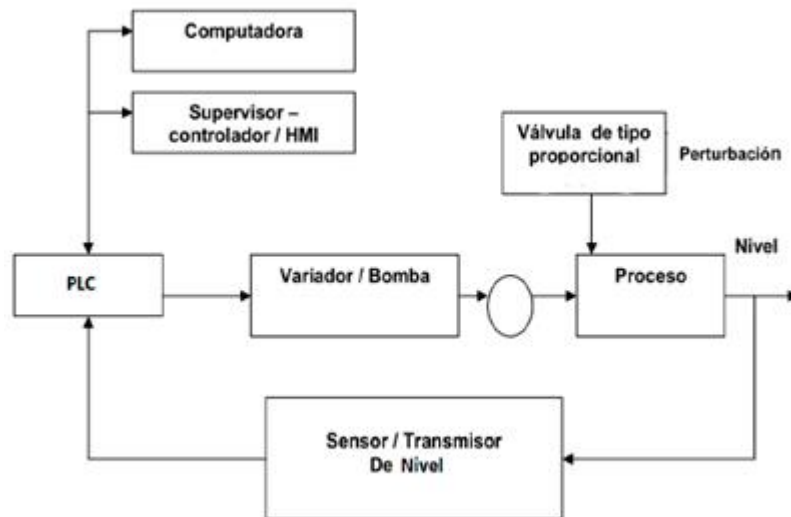 Computadora
Supervisor –
controlador / HMI
Válvula de tipo
proporcional
Perturbación
Nivel
PLC
Variador / Bomba
Proceso
Sensor / Transmisor
De Nivel